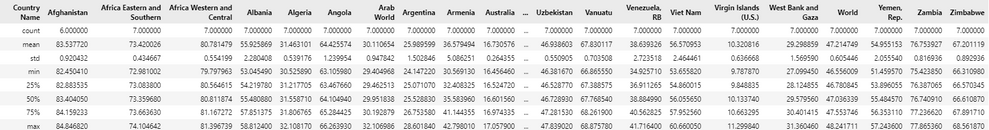 Country Name Afghanistan Africa Eastern and Southern Africa Western and Central Albania Algeria Angola Arab World Argentina Armenia Australia ... Uzbekistan Vanuatu Venezuela, RB Viet Nam Virgin Islands (U.S.) West Bank and Gaza World Yemen, Rep. Zambia Zimbabwe
count 6.000000 7.000000 7.000000 7.000000 7.000000 7.000000 7.000000 7.000000 7.000000 7.000000 ... 7.000000 7.000000 7.000000 7.000000 7.000000 7.000000 7.000000 7.000000 7.000000 7.000000
mean 83.537720 73.420026 80.781479 55.925869 31.463101 64.425574 30.110654 25.989599 36.579494 16.730576 ... 46.938603 67.830117 38.639326 56.570953 10.320816 29.298859 47.214749 54.955153 76.753927 67.201119
std 0.920432 0.434667 0.554199 2.280408 0.539176 1.239954 0.947842 1.502846 5.086251 0.264355 ... 0.550905 0.703508 2.723518 2.464461 0.636668 1.569590 0.605446 2.055540 0.816936 0.892936
min 82.450410 72.981002 79.797963 53.045490 30.525890 63.105980 29.404968 24.147220 30.569130 16.456460 ... 46.381670 66.865550 34.925710 53.655820 9.787870 27.099450 46.556009 51.459570 75.423850 66.310980
25% 82.883535 73.083800 80.564615 54.219780 31.217705 63.467660 29.462513 25.071070 32.408325 16.524720 ... 46.528770 67.388575 36.911265 54.860015 9.848835 28.124855 46.780845 53.896055 76.387065 66.570345
50% 83.404050 73.359680 80.811874 55.480880 31.558710 64.104940 29.951838 25.528830 35.583960 16.601560 ... 46.728930 67.768540 38.884990 56.055650 10.133740 29.579560 47.033739 55.484570 76.740910 66.610870
75% 84.159233 73.663630 81.167272 57.851375 31.806765 65.284425 30.192879 26.753580 41.144355 16.974335 ... 47.281530 68.261900 40.562825 57.952560 10.663295 30.401415 47.553746 56.353110 77.236620 67.891710
max 84.846820 74.104642 81.396739 58.812400 32.108710 66.263930 32.106986 28.601840 42.798010 17.057900 ... 47.839020 68.875780 41.716400 60.660050 11.299840 31.360460 48.241711 57.243600 77.865360 68.565000